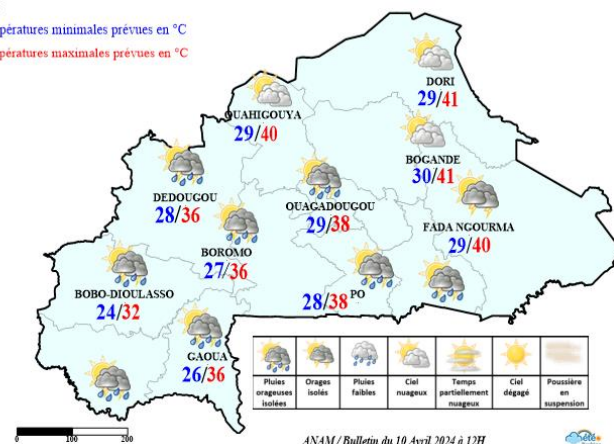 pératures minimales prévues en °C
pératures maximales prévues en °C
DORI
29/41
OUAHIGOUYA
29/40
BOGANDE
30/41
DEDOUGOU
28/36
OUAGADOUGOU
29/38
FADA NGOURMA
29/40
BOROMO
27/36
BOBO-DIOULASSO
24/32
PO
28/38
GAOUA
26/36
Pluies orageuses isolées
Orages isolés
Pluies faibles
Ciel nuageux
Temps partiellement nuageux
Ciel dégagé
Poussière en suspension
0 100 200
ANAM / Bulletin du 10 Avril 2024 à 12H